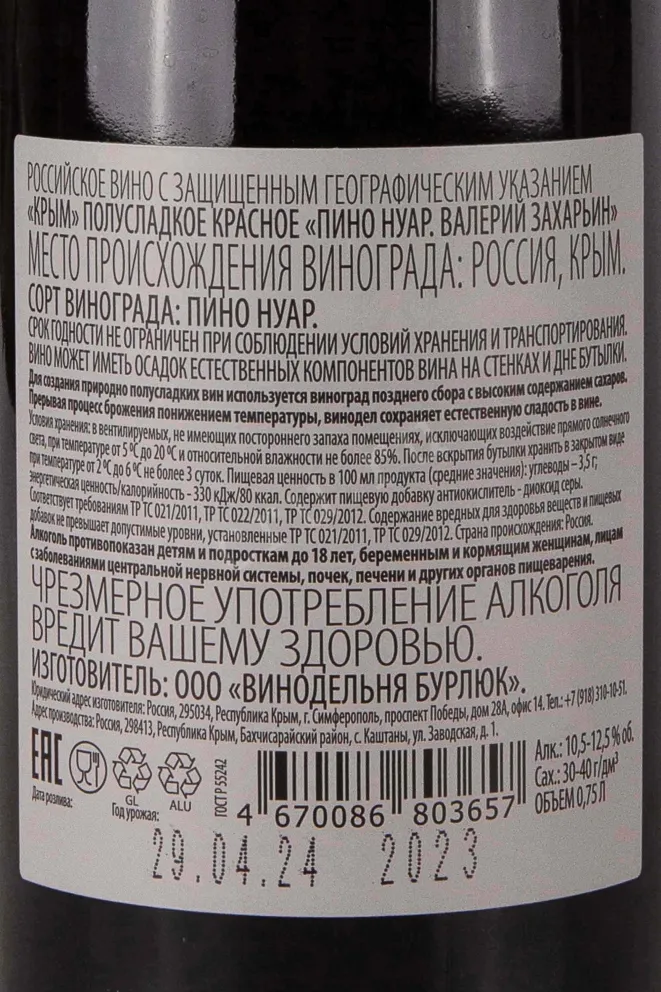 РОССИЙСКОЕ ВИНО С ЗАЩИЩЕННЫМ ГЕОГРАФИЧЕСКИМ УКАЗАНИЕМ
«КРЫМ» ПОЛУСЛАДКОЕ КРАСНОЕ «ПИНО НУАР. ВАЛЕРИЙ ЗАХАРЬИН»
МЕСТО ПРОИСХОЖДЕНИЯ ВИНОГРАДА: РОССИЯ, КРЫМ.
СОРТ ВИНОГРАДА: ПИНО НУАР.
СРОК ГОДНОСТИ НЕ ОГРАНИЧЕН ПРИ СОБЛЮДЕНИИ УСЛОВИЙ ХРАНЕНИЯ И ТРАНСПОРТИРОВАНИЯ.
ВИНО МОЖЕТ ИМЕТЬ ОСАДОК ЕСТЕСТВЕННЫХ КОМПОНЕНТОВ ВИНА НА СТЕНКАХ И ДНЕ БУТЫЛКИ.
Для создания природно полусладких вин используется виноград позднего сбора с высоким содержанием сахаров.
Прерывая процесс брожения понижением температуры, винодел сохраняет естественную сладость в вине.
Условия хранения: в вентилируемых, не имеющих постороннего запаха помещениях, исключающих воздействие прямого солнечного
света, при температуре от 5 °C до 20 °C и относительной влажности не более 85%. После вскрытия бутылки хранить в закрытом виде
при температуре от 2 °C до 6 °C не более 3 суток. Пищевая ценность в 100 мл продукта (средние значения): углеводы – 3,5 г;
энергетическая ценность/калорийность – 330 кДж/80 ккал. Содержит пищевую добавку антиокислитель - диоксид серы.
Соответствует требованиям ТР ТС 021/2011, ТР ТС 022/2011, ТР ТС 029/2012. Содержание вредных для здоровья веществ и пищевых
добавок не превышает допустимые уровни, установленные ТР ТС 021/2011, ТР ТС 029/2012. Страна происхождения: Россия.
Алкоголь противопоказан детям и подросткам до 18 лет, беременным и кормящим женщинам, лицам
с заболеваниями центральной нервной системы, почек, печени и других органов пищеварения.
ЧРЕЗМЕРНОЕ УПОТРЕБЛЕНИЕ АЛКОГОЛЯ
ВРЕДИТ ВАШЕМУ ЗДОРОВЬЮ.
ИЗГОТОВИТЕЛЬ: ООО «ВИНОДЕЛЬНЯ БУРЛЮК».
Юридический адрес изготовителя: Россия, 295034, Республика Крым, г. Симферополь, проспект Победы, дом 28А, офис 14. Тел.: +7 (918) 310-10-51.
Адрес производства: Россия, 298413, Республика Крым, Бахчисарайский район, с. Каштаны, ул. Заводская, д. 1.
ЕАС
GL
ALU
ГОСТ Р 55242
4 670086 803657
Алк.: 10,5-12,5 % об.
Сах.: 30-40 г/дм³
ОБЪЕМ 0,75 Л
Дата розлива:
Год урожая:
29.04.24 2023